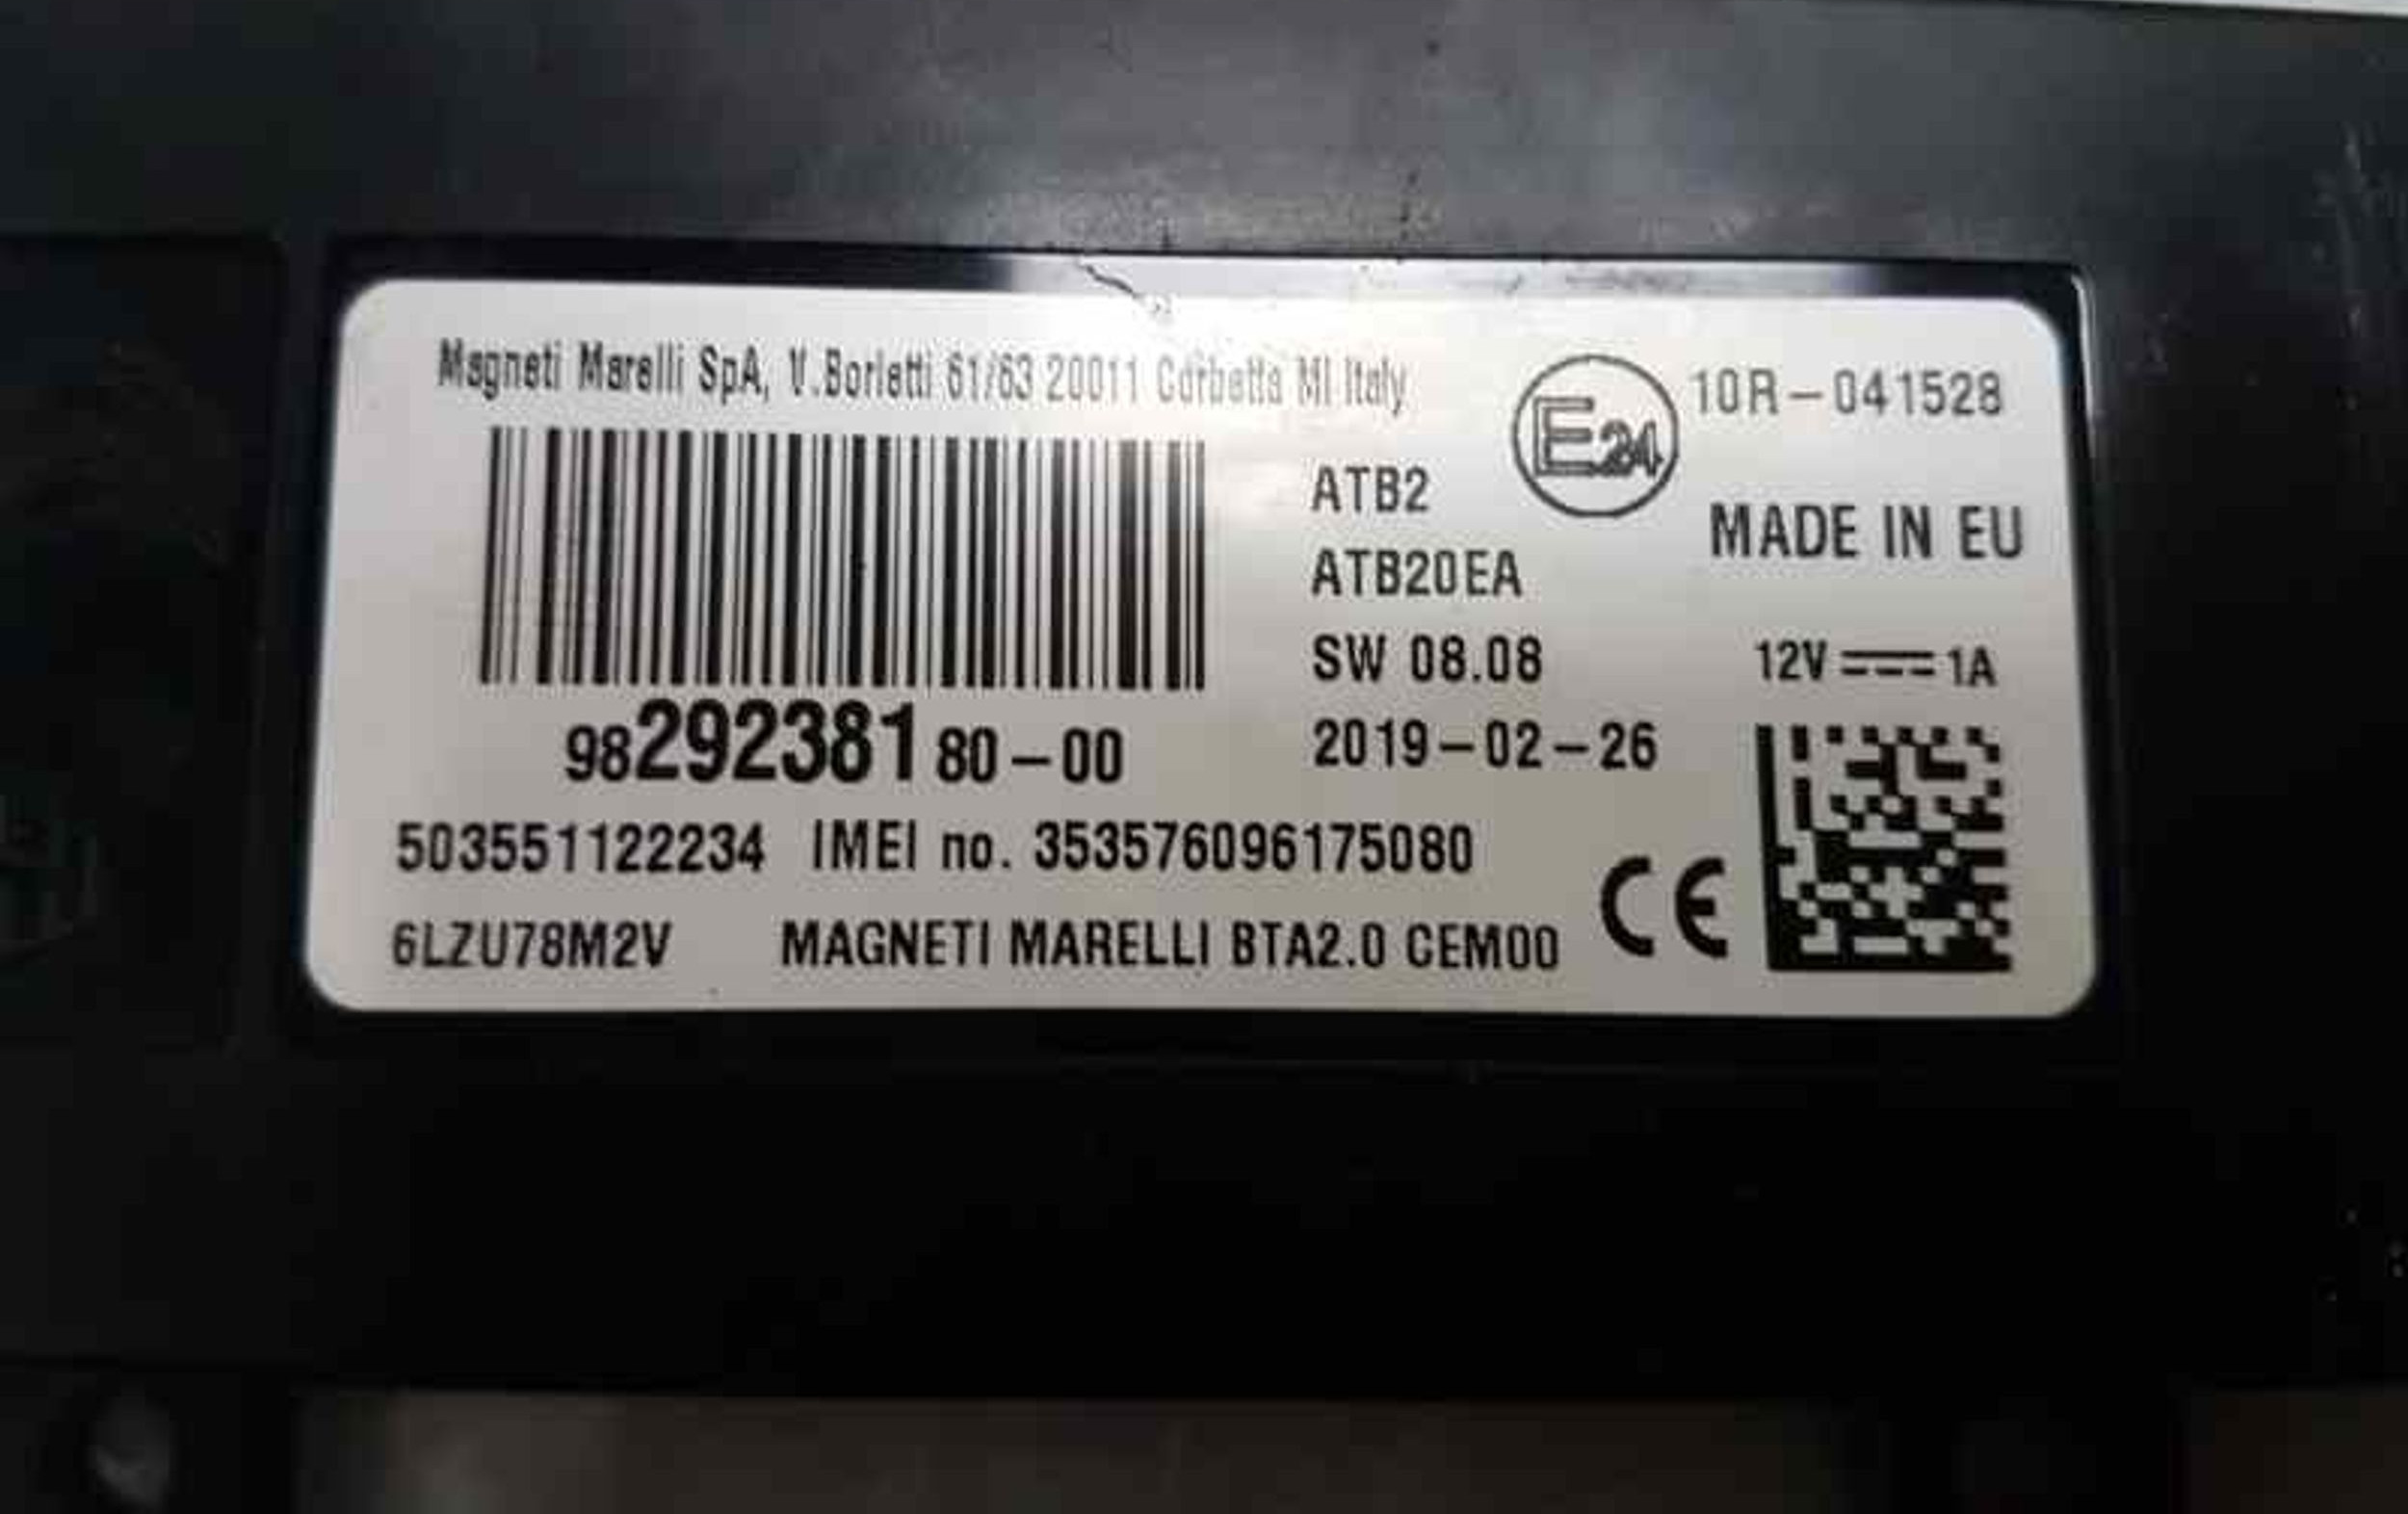 Magneti Marelli SpA, V.Borletti 61/63 20011 Corbetta MI Italy
E24
10R-041528
ATB2
MADE IN EU
ATB20EA
SW 08.08
12V 1A
9829238180-00
2019-02-26
503551122234 IMEI no. 353576096175080
6LZU78M2V MAGNETI MARELLI BTA2.0 CEM00
CE